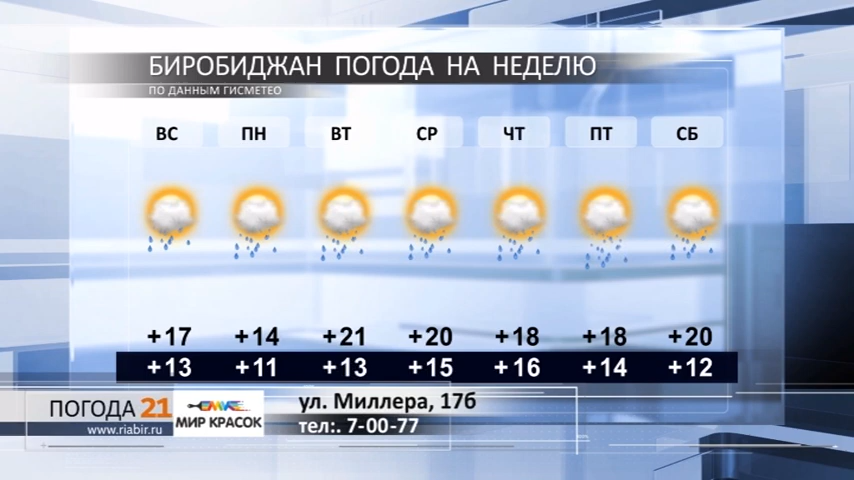 БИРОБИДЖАН ПОГОДА НА НЕДЕЛЮ
ПО ДАННЫМ ГИСМЕТЕО
ВС ПН ВТ СР ЧТ ПТ СБ
+17 +14 +21 +20 +18 +18 +20
+13 +11 +13 +15 +16 +14 +12
ПОГОДА 21
www.riabir.ru
МИР КРАСОК
ул. Миллера, 17б
тел:. 7-00-77